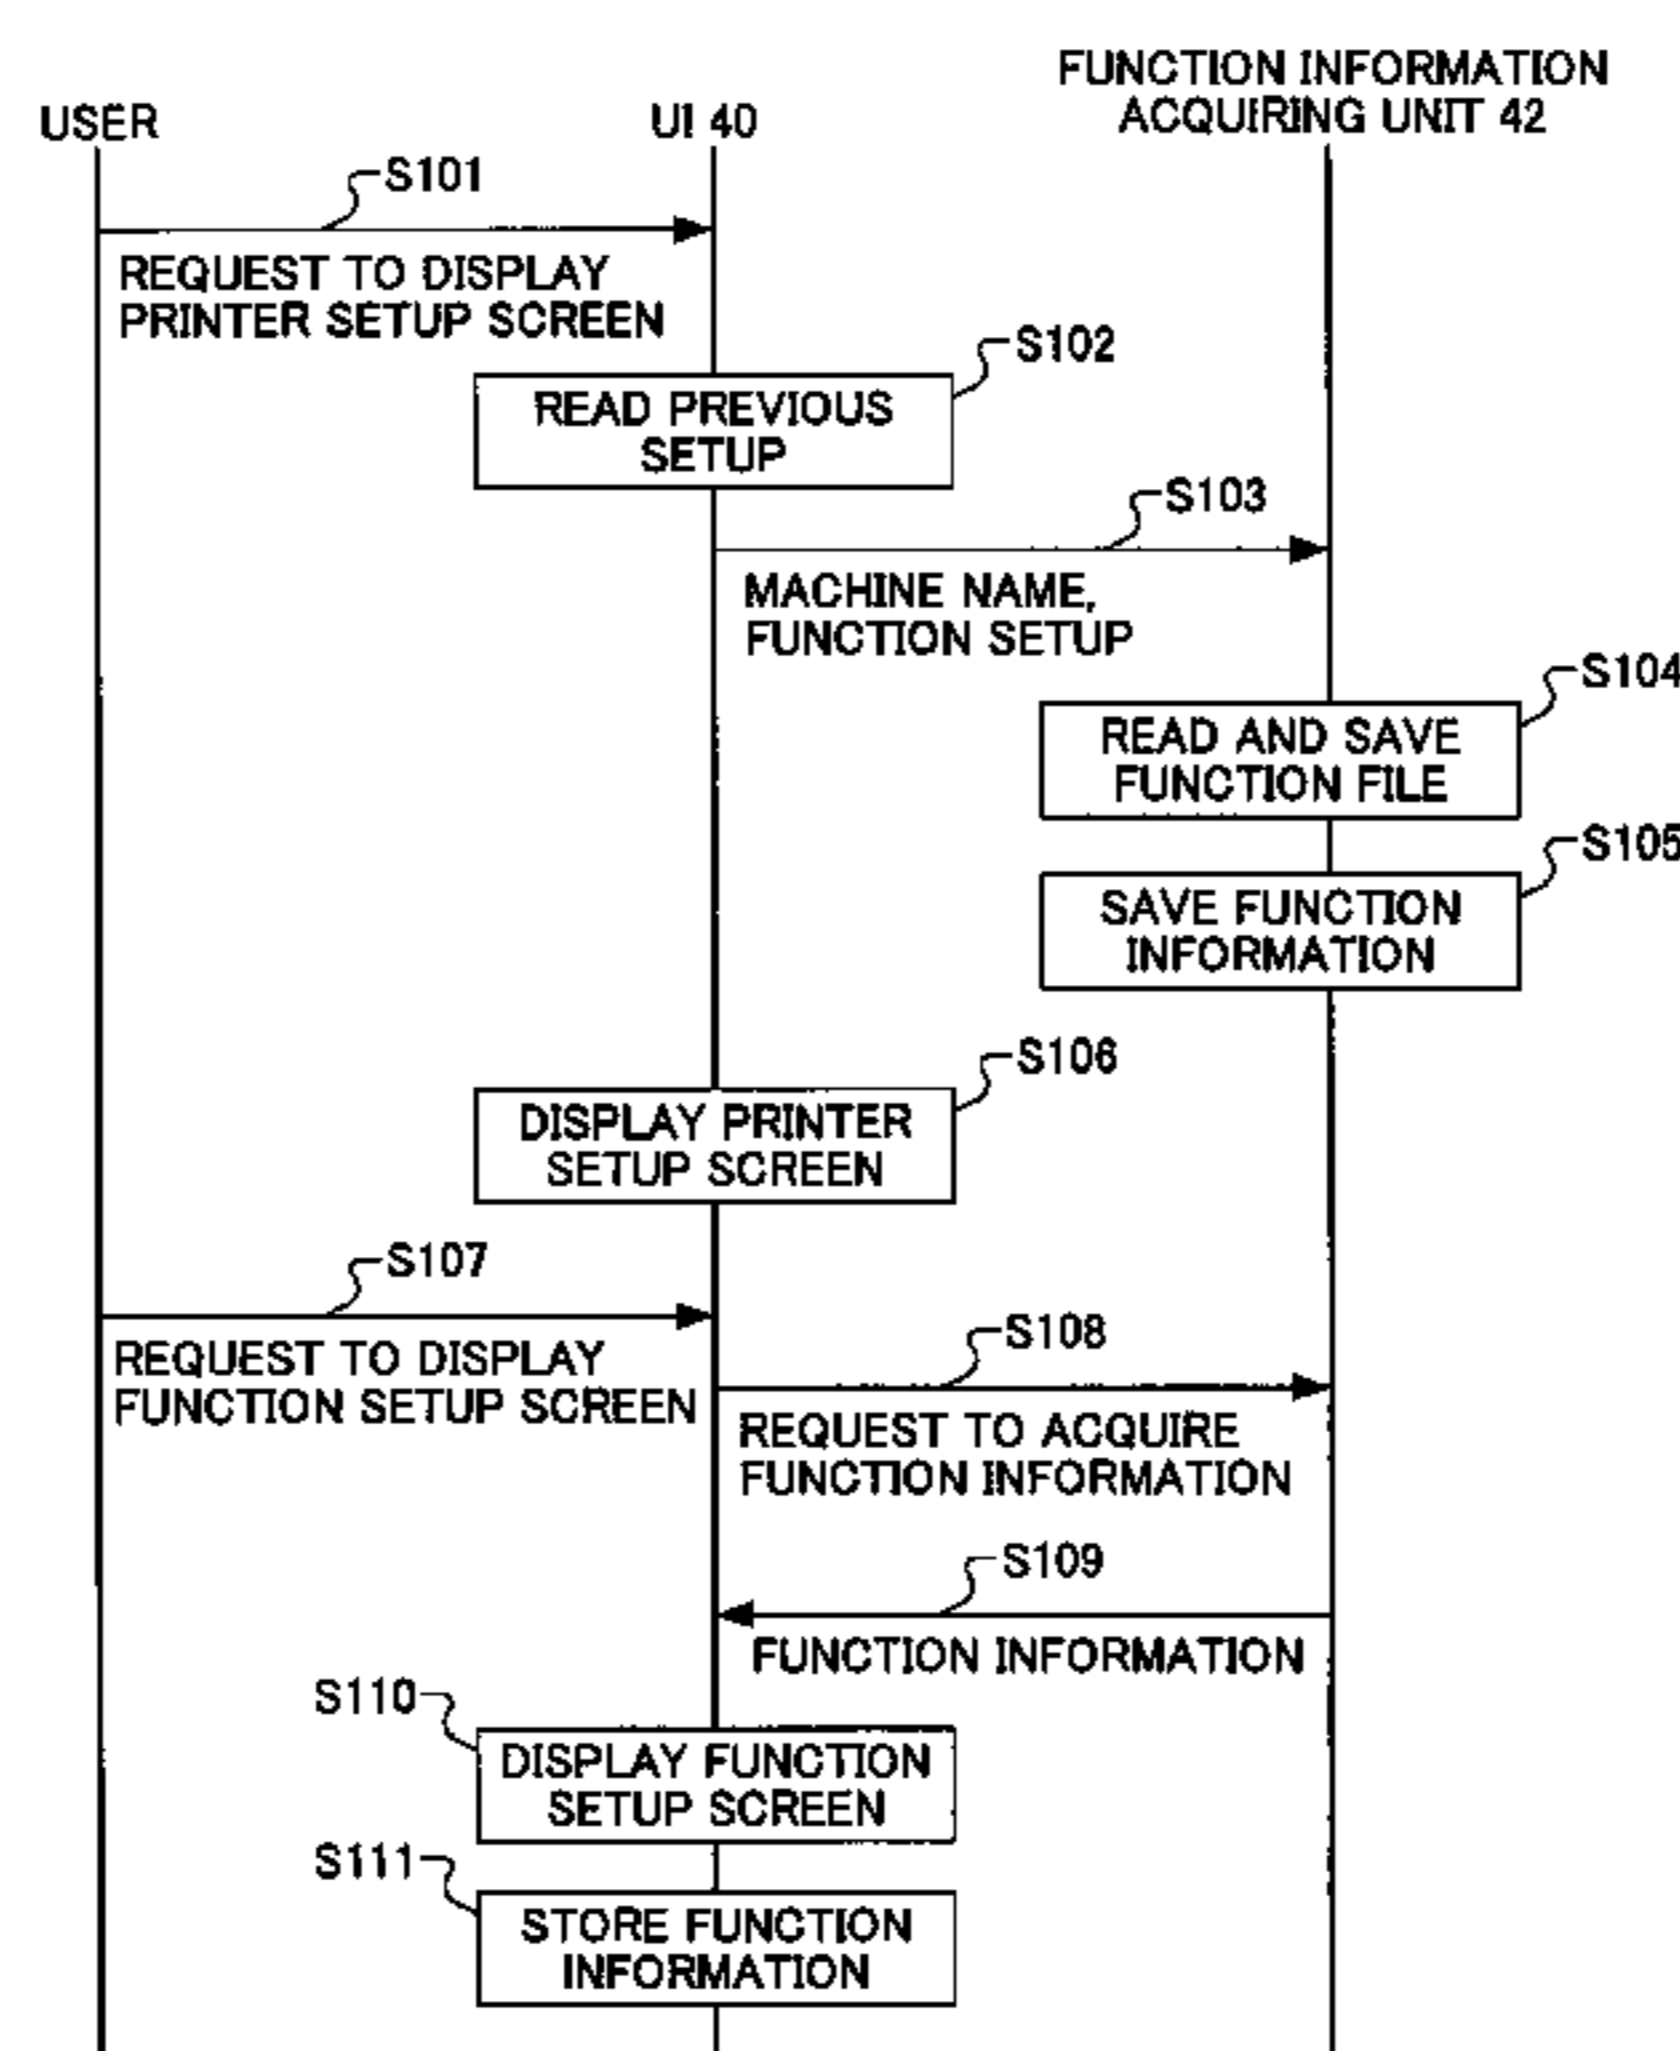 FUNCTION INFORMATION
ACQUIRING UNIT 42
USER
UI 40
S101
REQUEST TO DISPLAY
PRINTER SETUP SCREEN
S102
READ PREVIOUS
SETUP
S103
MACHINE NAME,
FUNCTION SETUP
S104
READ AND SAVE
FUNCTION FILE
S105
SAVE FUNCTION
INFORMATION
S106
DISPLAY PRINTER
SETUP SCREEN
S107
REQUEST TO DISPLAY
FUNCTION SETUP SCREEN
S108
REQUEST TO ACQUIRE
FUNCTION INFORMATION
S109
FUNCTION INFORMATION
S110
DISPLAY FUNCTION
SETUP SCREEN
S111
STORE FUNCTION
INFORMATION